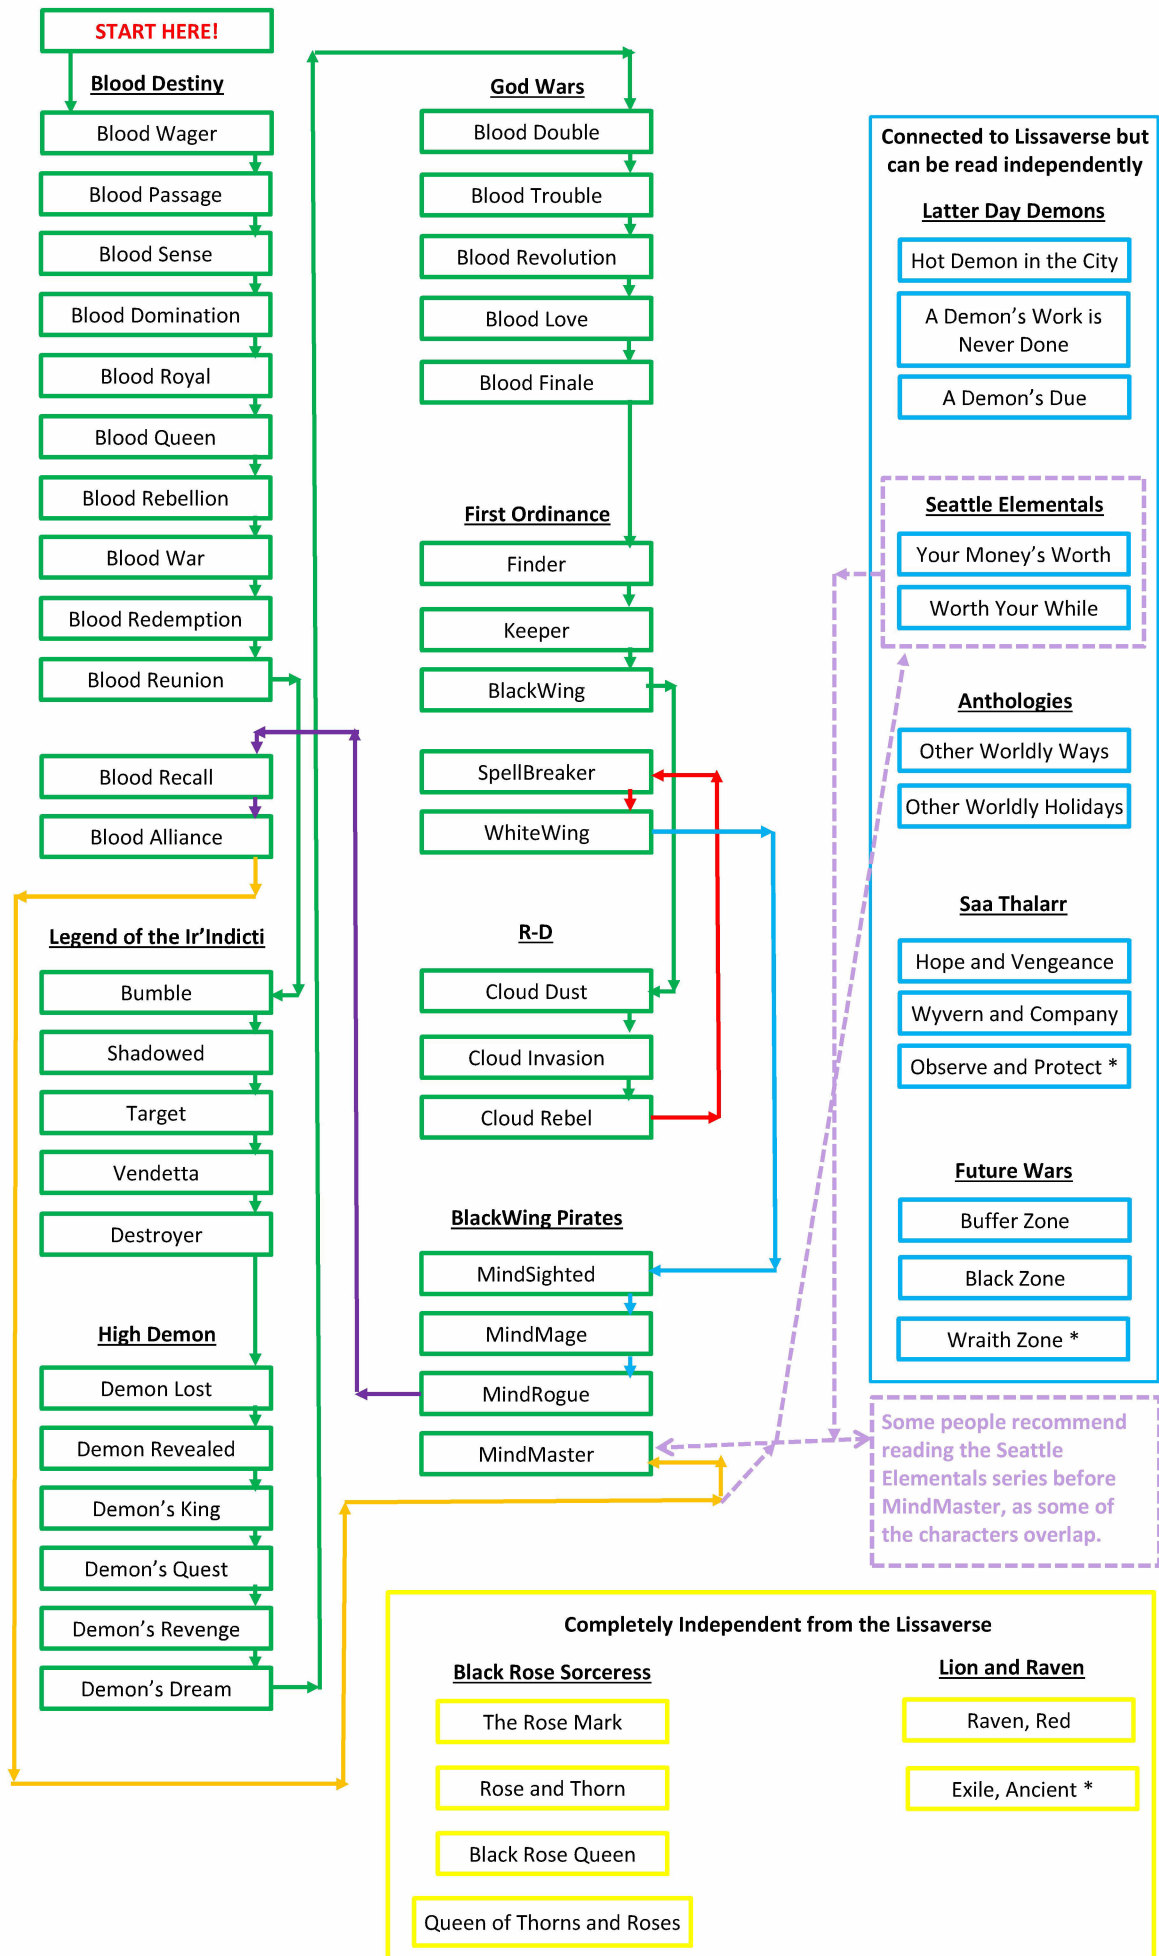 START HERE!
Blood Destiny
Blood Wager
Blood Passage
Blood Sense
Blood Domination
Blood Royal
Blood Queen
Blood Rebellion
Blood War
Blood Redemption
Blood Reunion
Blood Recall
Blood Alliance
Legend of the Ir’Indicti
Bumble
Shadowed
Target
Vendetta
Destroyer
High Demon
Demon Lost
Demon Revealed
Demon’s King
Demon’s Quest
Demon’s Revenge
Demon’s Dream
God Wars
Blood Double
Blood Trouble
Blood Revolution
Blood Love
Blood Finale
First Ordinance
Finder
Keeper
BlackWing
SpellBreaker
WhiteWing
R-D
Cloud Dust
Cloud Invasion
Cloud Rebel
BlackWing Pirates
MindSighted
MindMage
MindRogue
MindMaster
Connected to Lissaverse but
can be read independently
Latter Day Demons
Hot Demon in the City
A Demon’s Work is
Never Done
A Demon’s Due
Seattle Elementals
Your Money’s Worth
Worth Your While
Anthologies
Other Worldly Ways
Other Worldly Holidays
Saa Thalarr
Hope and Vengeance
Wyvern and Company
Observe and Protect *
Future Wars
Buffer Zone
Black Zone
Wraith Zone *
Some people recommend
reading the Seattle
Elementals series before
MindMaster, as some of
the characters overlap.
Completely Independent from the Lissaverse
Black Rose Sorceress
The Rose Mark
Rose and Thorn
Black Rose Queen
Queen of Thorns and Roses
Lion and Raven
Raven, Red
Exile, Ancient *